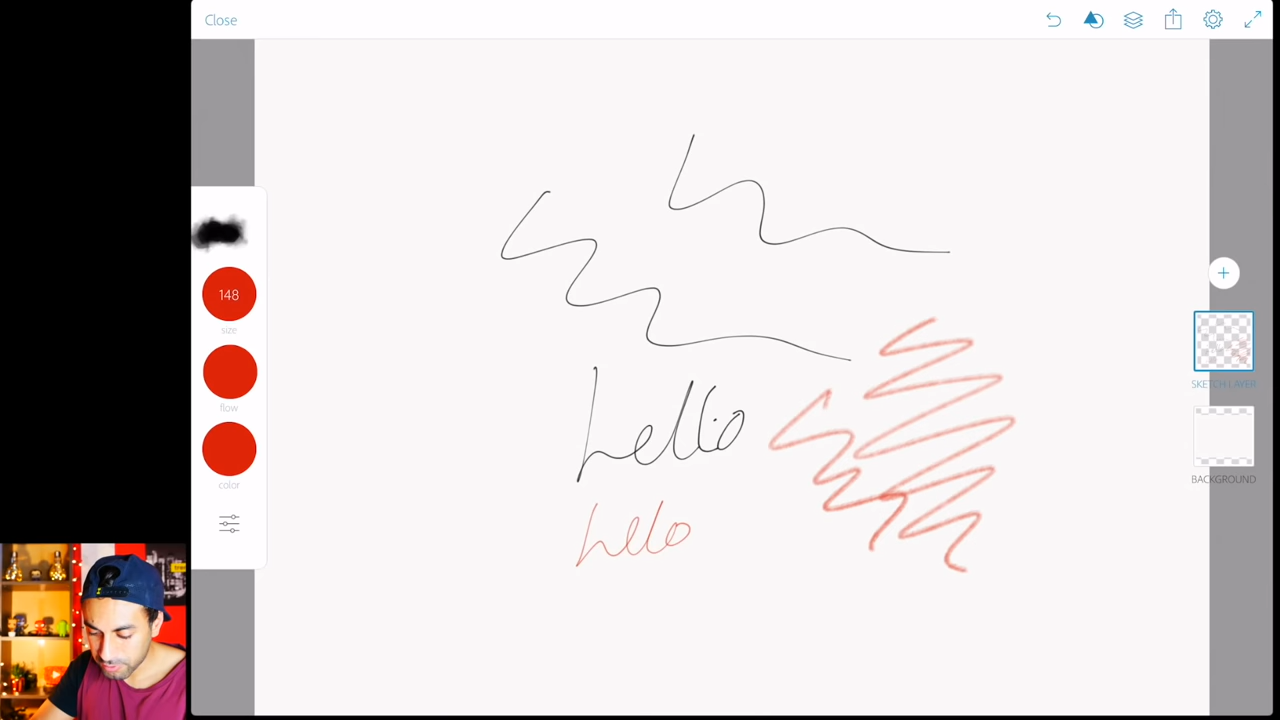 Close
148
size
flow
color
Hello
Hello
SKETCH LAYER
BACKGROUND